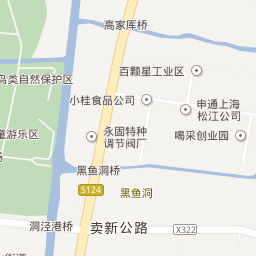 高家厍桥
百颗星工业区
鸟类自然保护区
小桂食品公司
申通上海
松江公司
童游乐区
永固特种
调节阀厂
喝采创业园
黑鱼洞桥
S124
黑鱼洞
洞泾港桥
卖新公路
X322